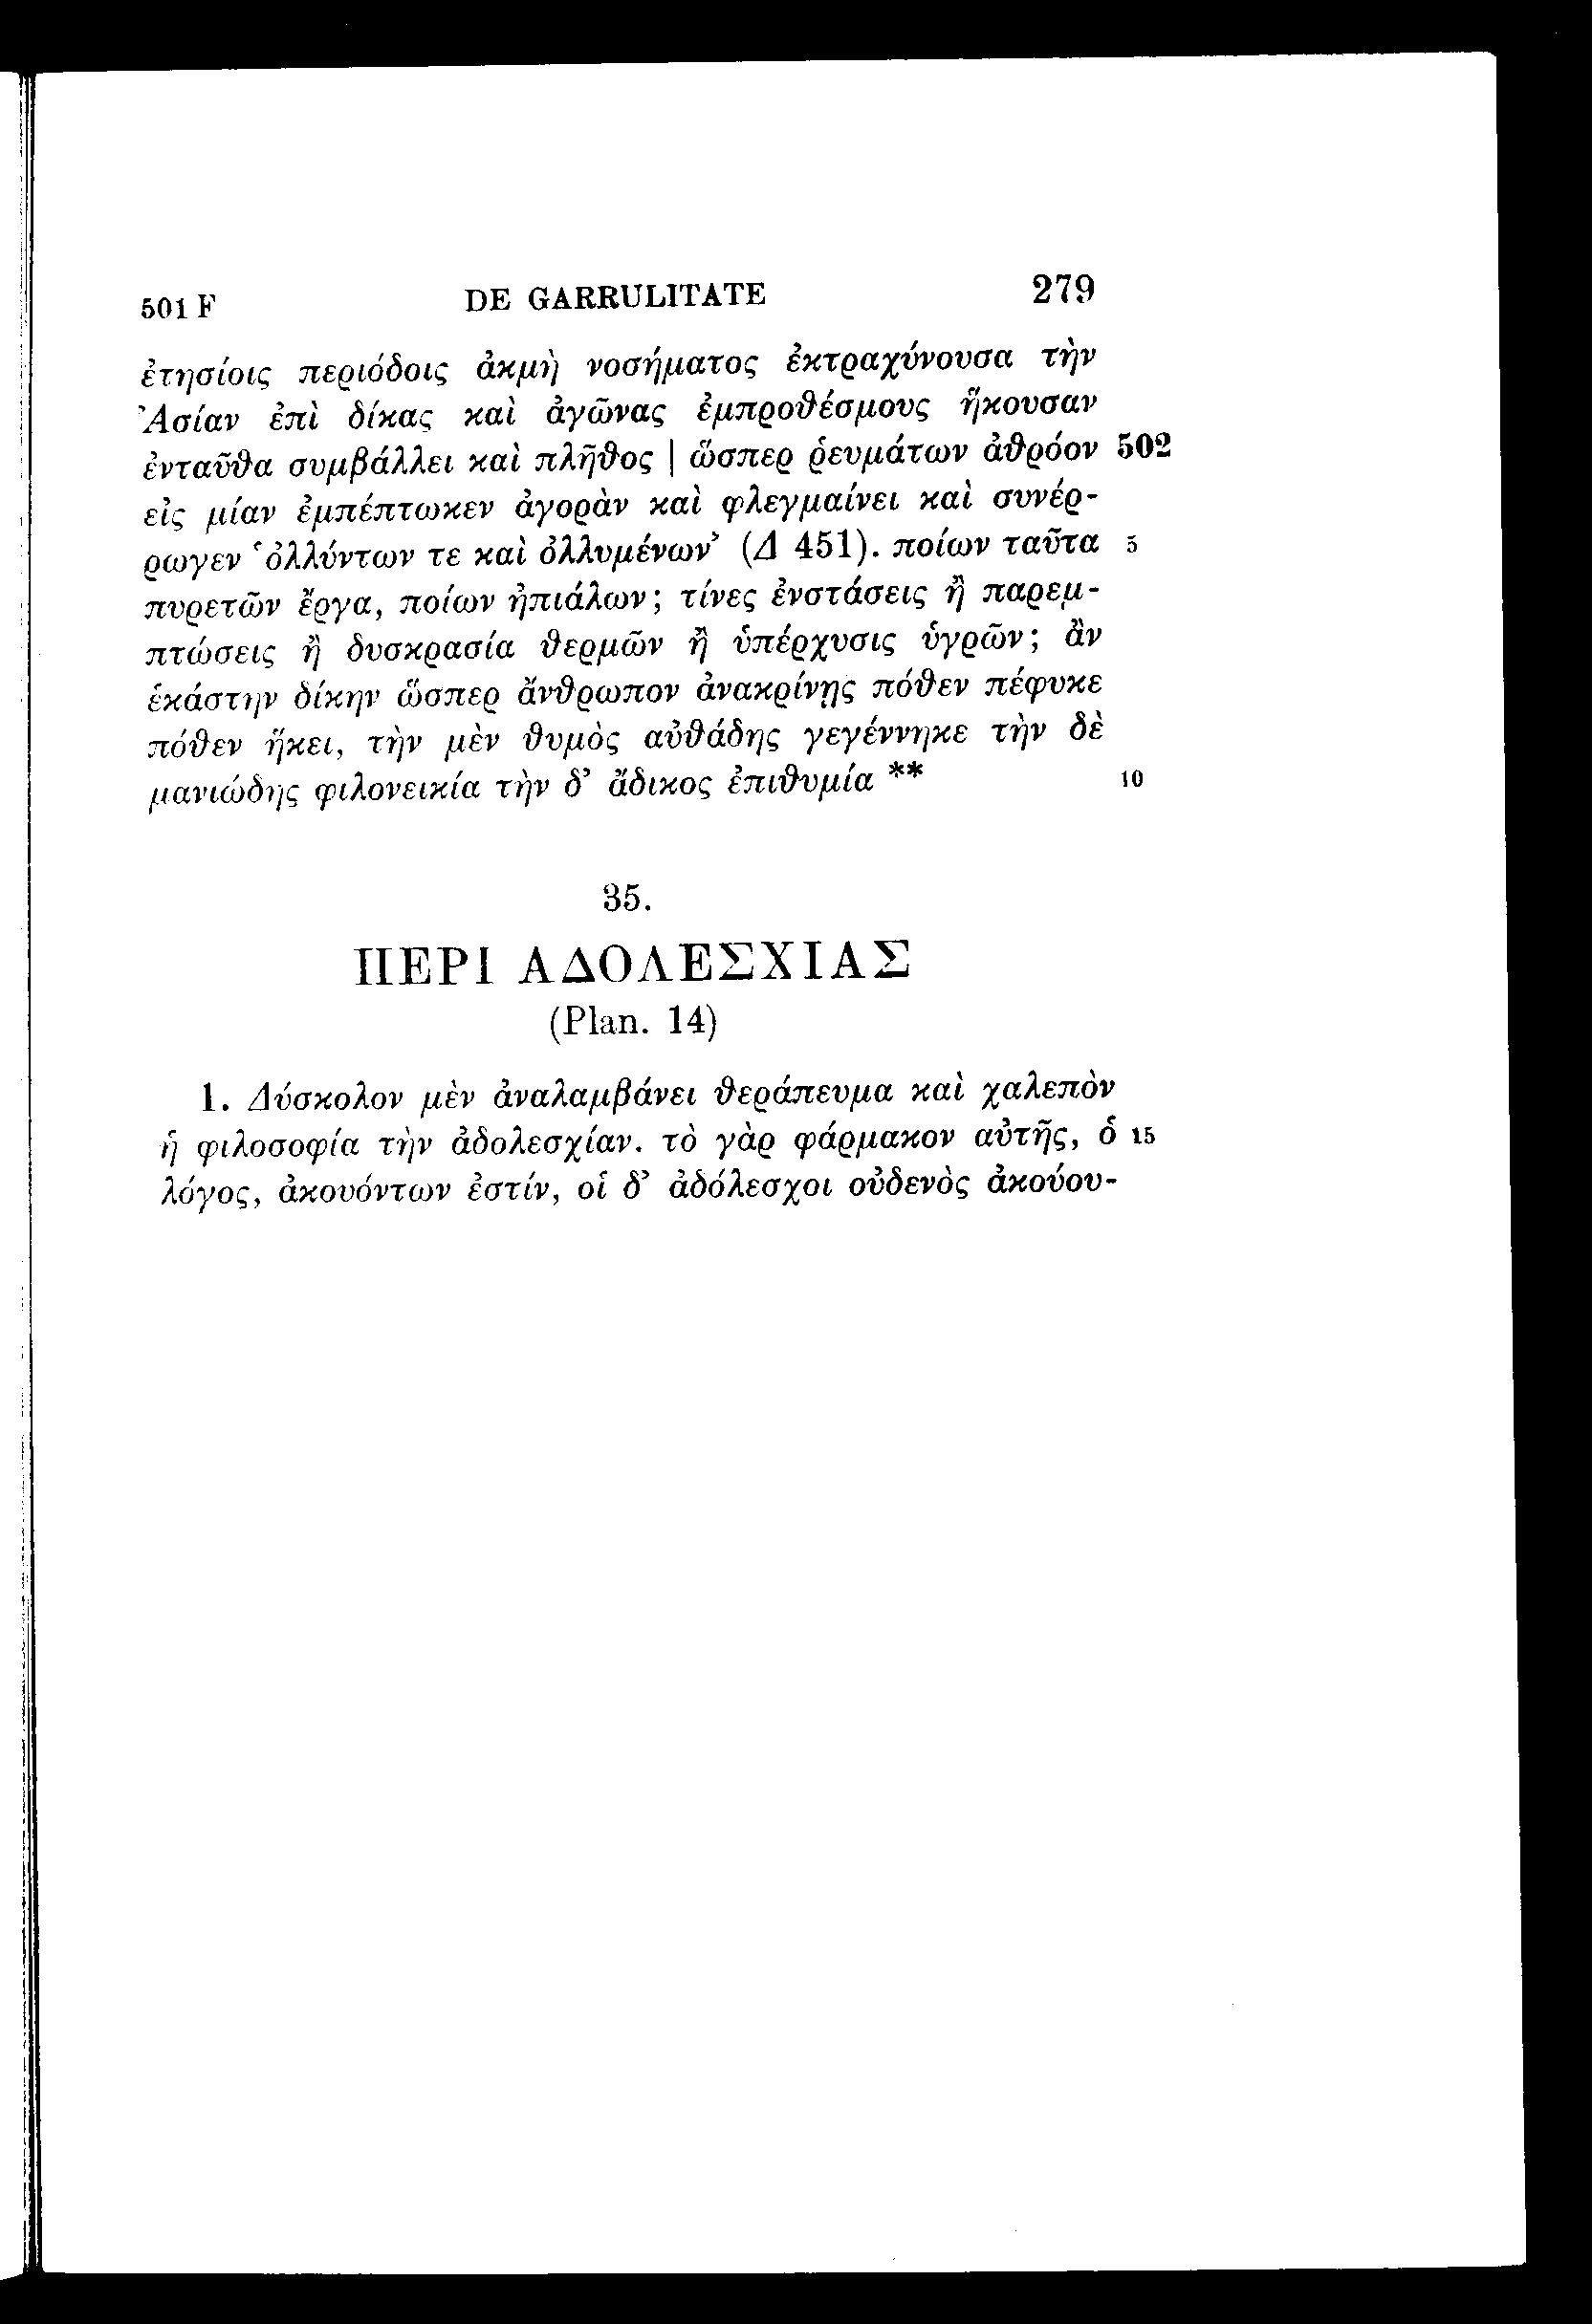 501 F DE GARRULITATE 279
ἐτησίοις περιόδοις ἀκμὴ νοσήματος ἐκτραχύνουσα τὴν
Ἀσίαν ἐπὶ δίκας καὶ ἀγῶνας ἐμπροθέσμους ἥκουσαν
ἐνταῦθα συμβάλλει καὶ πλῆθος | ὥσπερ ῥευμάτων ἀθρόον 502
εἰς μίαν ἐμπέπτωκεν ἀγορὰν καὶ φλεγμαίνει καὶ συνέρ-
ρωγεν ‘ὀλλύντων τε καὶ ὀλλυμένων’ (Δ 451). ποίων ταῦτα 5
πυρετῶν ἔργα, ποίων ἠπιάλων; τίνες ἐνστάσεις ἢ παρεμ-
πτώσεις ἢ δυσκρασία θερμῶν ἢ ὑπέρχυσις ὑγρῶν; ἂν
ἑκάστην δίκην ὥσπερ ἄνθρωπον ἀνακρίνῃς πόθεν πέφυκε
πόθεν ἥκει, τὴν μὲν θυμὸς αὐθάδης γεγέννηκε τὴν δὲ
μανιώδης φιλονεικία τὴν δ’ ἄδικος ἐπιθυμία ** 10
35.
ΠΕΡΙ ΑΔΟΛΕΣΧΙΑΣ
(Plan. 14)
1. Δύσκολον μὲν ἀναλαμβάνει θεράπευμα καὶ χαλεπὸν
ἡ φιλοσοφία τὴν ἀδολεσχίαν. τὸ γὰρ φάρμακον αὐτῆς, ὁ 15
λόγος, ἀκουόντων ἐστίν, οἱ δ’ ἀδόλεσχοι οὐδενὸς ἀκούου-